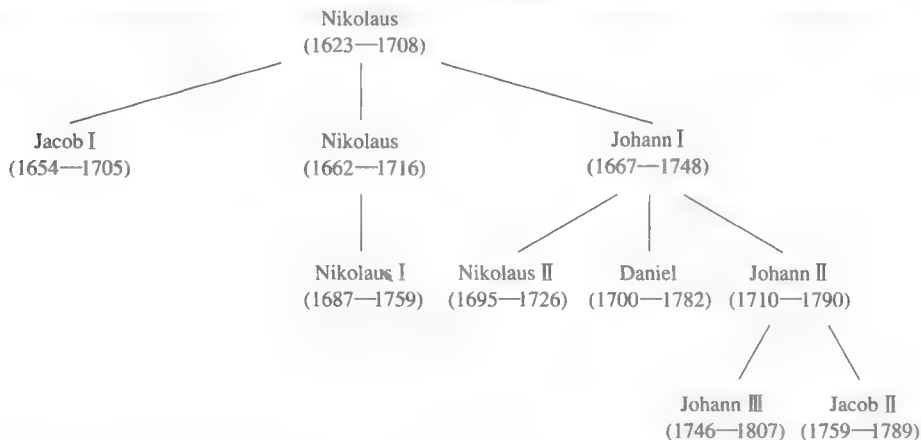 Nikolaus
(1623—1708)
Jacob Ⅰ Nikolaus Johann Ⅰ
(1654—1705) (1662—1716) (1667—1748)
Nikolaus Ⅰ Nikolaus Ⅱ Daniel Johann Ⅱ
(1687—1759) (1695—1726) (1700—1782) (1710—1790)
Johann Ⅲ Jacob Ⅱ
(1746—1807) (1759—1789)